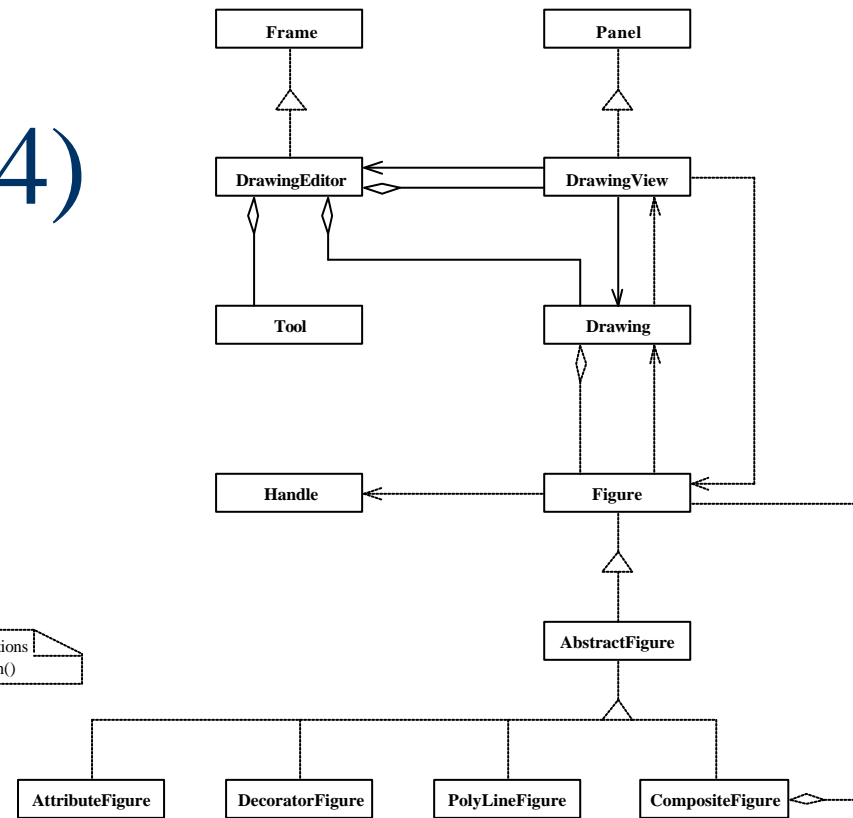 Frame
Panel
4)
DrawingEditor
DrawingView
Tool
Drawing
Handle
Figure
AbstractFigure
AttributeFigure
DecoratorFigure
PolyLineFigure
CompositeFigure